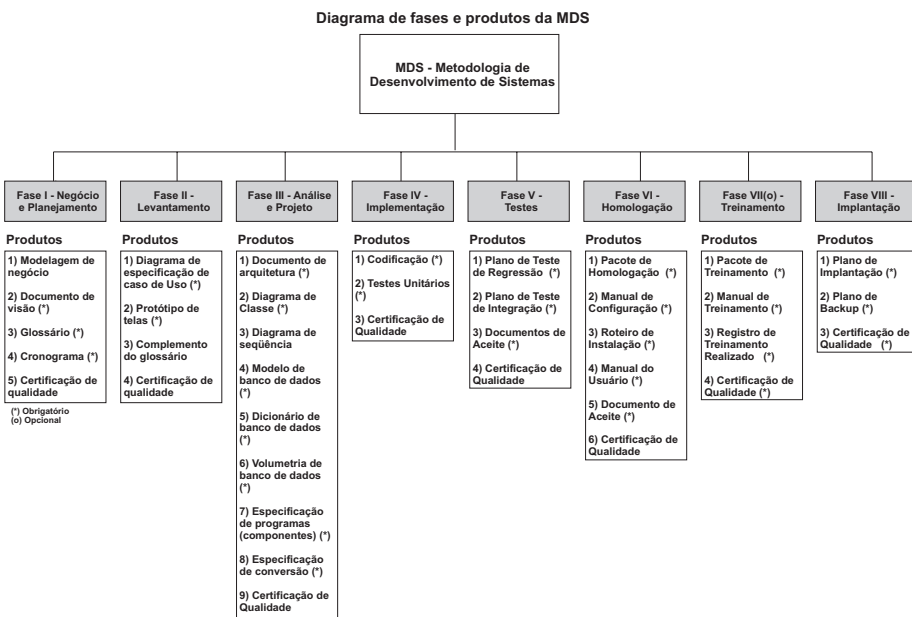 Diagrama de fases e produtos da MDS
MDS - Metodologia de
Desenvolvimento de Sistemas
Fase I - Negócio
e Planejamento
Produtos
1) Modelagem de
negócio
2) Documento de
visão (*)
3) Glossário (*)
4) Cronograma (*)
5) Certificação de
qualidade
(*) Obrigatório
(o) Opcional
Fase II -
Levantamento
Produtos
1) Diagrama de
especificação de
caso de Uso (*)
2) Protótipo de
telas (*)
3) Complemento
do glossário
4) Certificação de
qualidade
Fase III - Análise
e Projeto
Produtos
1) Documento de
arquitetura (*)
2) Diagrama de
Classe (*)
3) Diagrama de
seqüência
4) Modelo de
banco de dados
(*)
5) Dicionário de
banco de dados
(*)
6) Volumetria de
banco de dados
(*)
7) Especificação
de programas
(componentes) (*)
8) Especificação
de conversão (*)
9) Certificação de
Qualidade
Fase IV -
Implementação
Produtos
1) Codificação (*)
2) Testes Unitários
(*)
3) Certificação de
Qualidade
Fase V -
Testes
Produtos
1) Plano de Teste
de Regressão (*)
2) Plano de Teste
de Integração (*)
3) Documentos de
Aceite (*)
4) Certificação de
Qualidade
Fase VI -
Homologação
Produtos
1) Pacote de
Homologação (*)
2) Manual de
Configuração (*)
3) Roteiro de
Instalação (*)
4) Manual do
Usuário (*)
5) Documento de
Aceite (*)
6) Certificação de
Qualidade
Fase VII(o) -
Treinamento
Produtos
1) Pacote de
Treinamento (*)
2) Manual de
Treinamento (*)
3) Registro de
Treinamento
Realizado (*)
4) Certificação de
Qualidade (*)
Fase VIII -
Implantação
Produtos
1) Plano de
Implantação (*)
2) Plano de
Backup (*)
3) Certificação de
Qualidade (*)